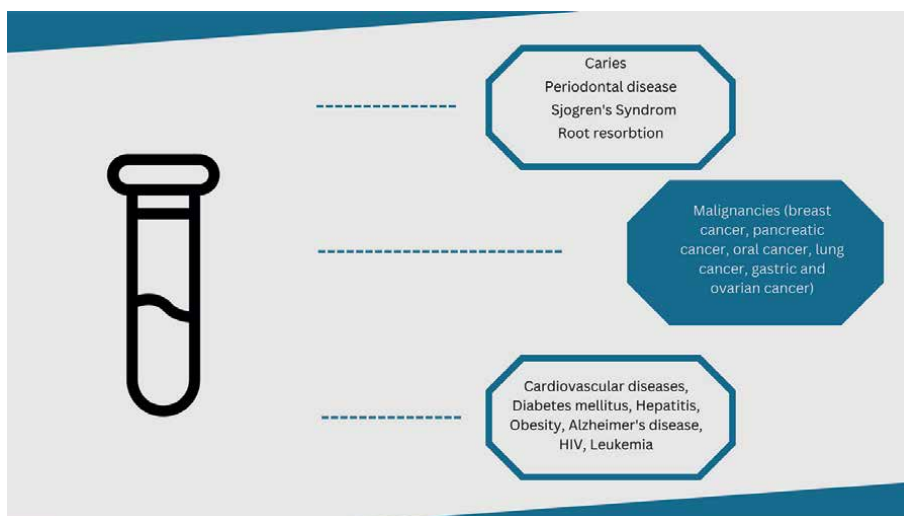 Caries
Periodontal disease
Sjogren's Syndrom
Root resorbtion
Malignancies (breast
cancer, pancreatic
cancer, oral cancer, lung
cancer, gastric and
ovarian cancer)
Cardiovascular diseases,
Diabetes mellitus, Hepatitis,
Obesity, Alzheimer's disease,
HIV, Leukemia